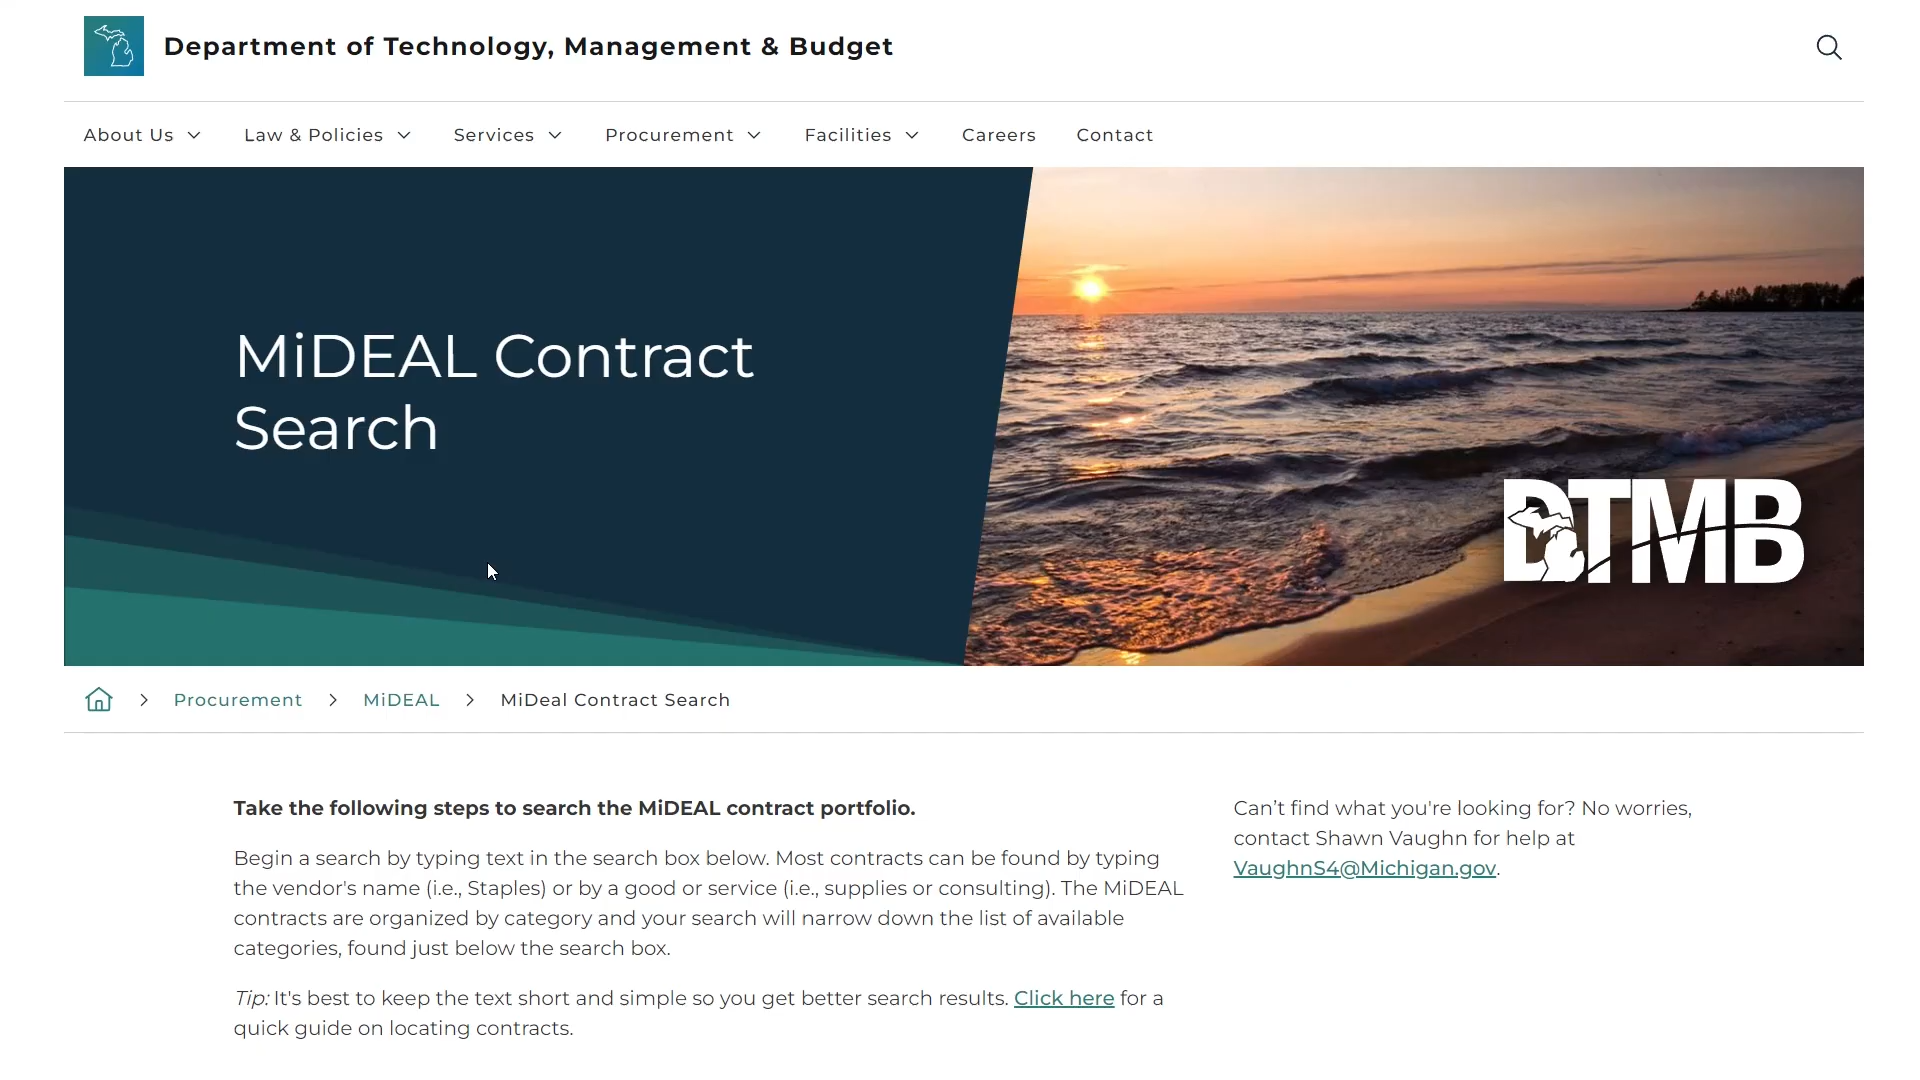 Department of Technology, Management & Budget
About Us
Law & Policies
Services
Procurement
Facilities
Careers
Contact
MiDEAL Contract
Search
DTMB
Procurement
MiDEAL
MiDeal Contract Search
Take the following steps to search the MiDEAL contract portfolio.
Begin a search by typing text in the search box below. Most contracts can be found by typing
the vendor's name (i.e., Staples) or by a good or service (i.e., supplies or consulting). The MiDEAL
contracts are organized by category and your search will narrow down the list of available
categories, found just below the search box.
Tip: It's best to keep the text short and simple so you get better search results. Click here for a
quick guide on locating contracts.
Can’t find what you're looking for? No worries,
contact Shawn Vaughn for help at
VaughnS4@Michigan.gov.